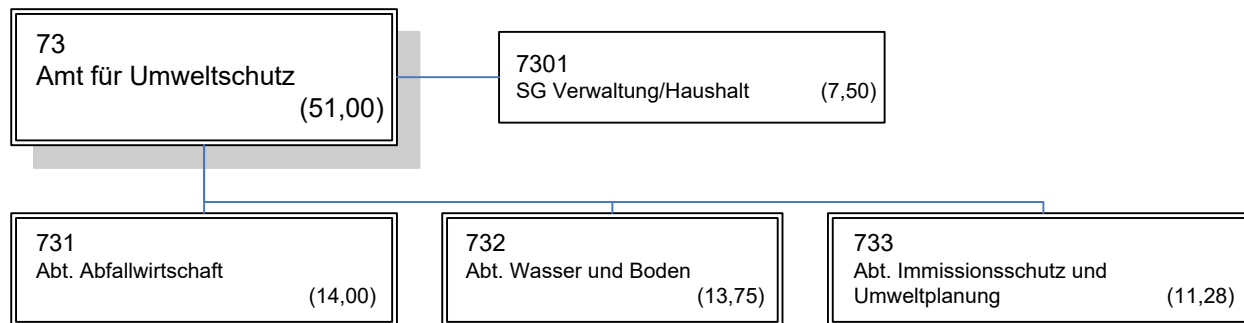 73
Amt für Umweltschutz
(51,00)
7301
SG Verwaltung/Haushalt (7,50)
731
Abt. Abfallwirtschaft
(14,00)
732
Abt. Wasser und Boden
(13,75)
733
Abt. Immissionsschutz und
Umweltplanung (11,28)